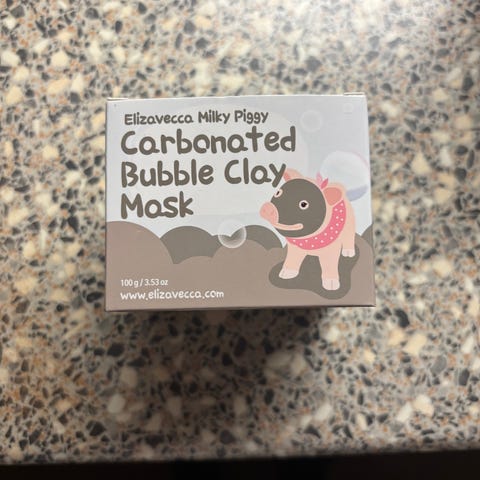 Elizavecca Milky Piggy
Carbonated
Bubble Clay
Mask
100 g / 3.53 oz
www.elizavecca.com